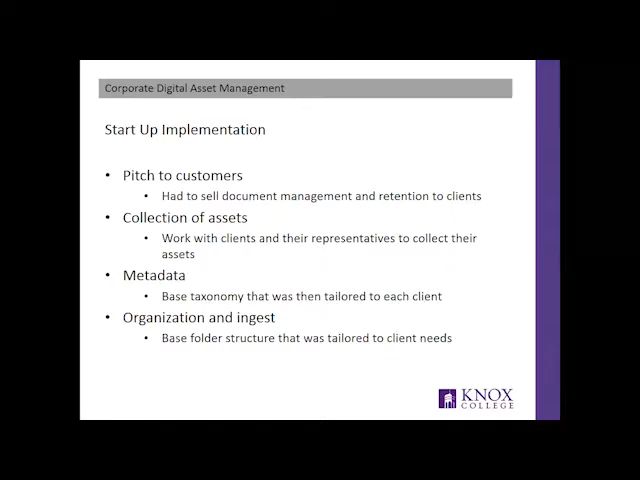 Corporate Digital Asset Management
Start Up Implementation
• Pitch to customers
• Had to sell document management and retention to clients
• Collection of assets
• Work with clients and their representatives to collect their
assets
• Metadata
• Base taxonomy that was then tailored to each client
• Organization and ingest
• Base folder structure that was tailored to client needs
KNOX
COLLEGE